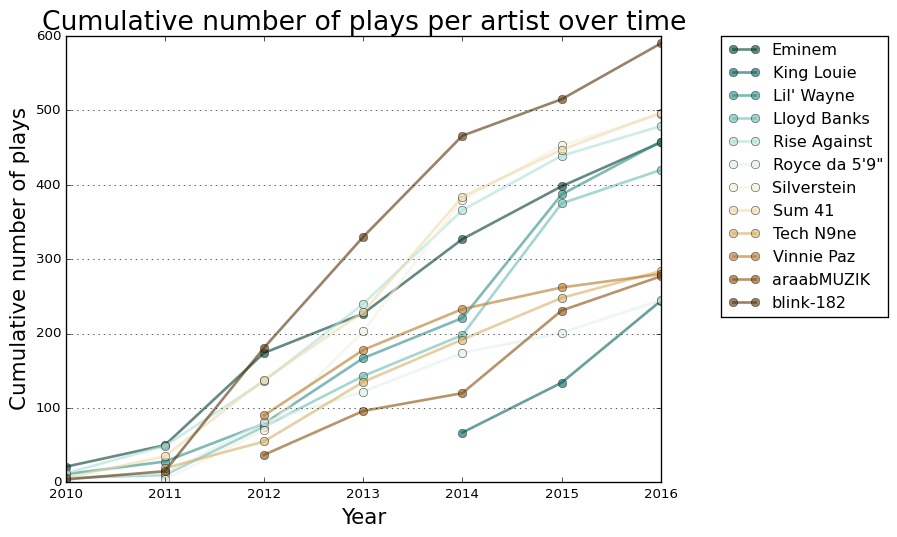 Cumulative number of plays per artist over time
Cumulative number of plays
600
500
400
300
200
100
0
2010 2011 2012 2013 2014 2015 2016
Year
Eminem
King Louie
Lil' Wayne
Lloyd Banks
Rise Against
Royce da 5'9"
Silverstein
Sum 41
Tech N9ne
Vinnie Paz
araabMUZIK
blink-182